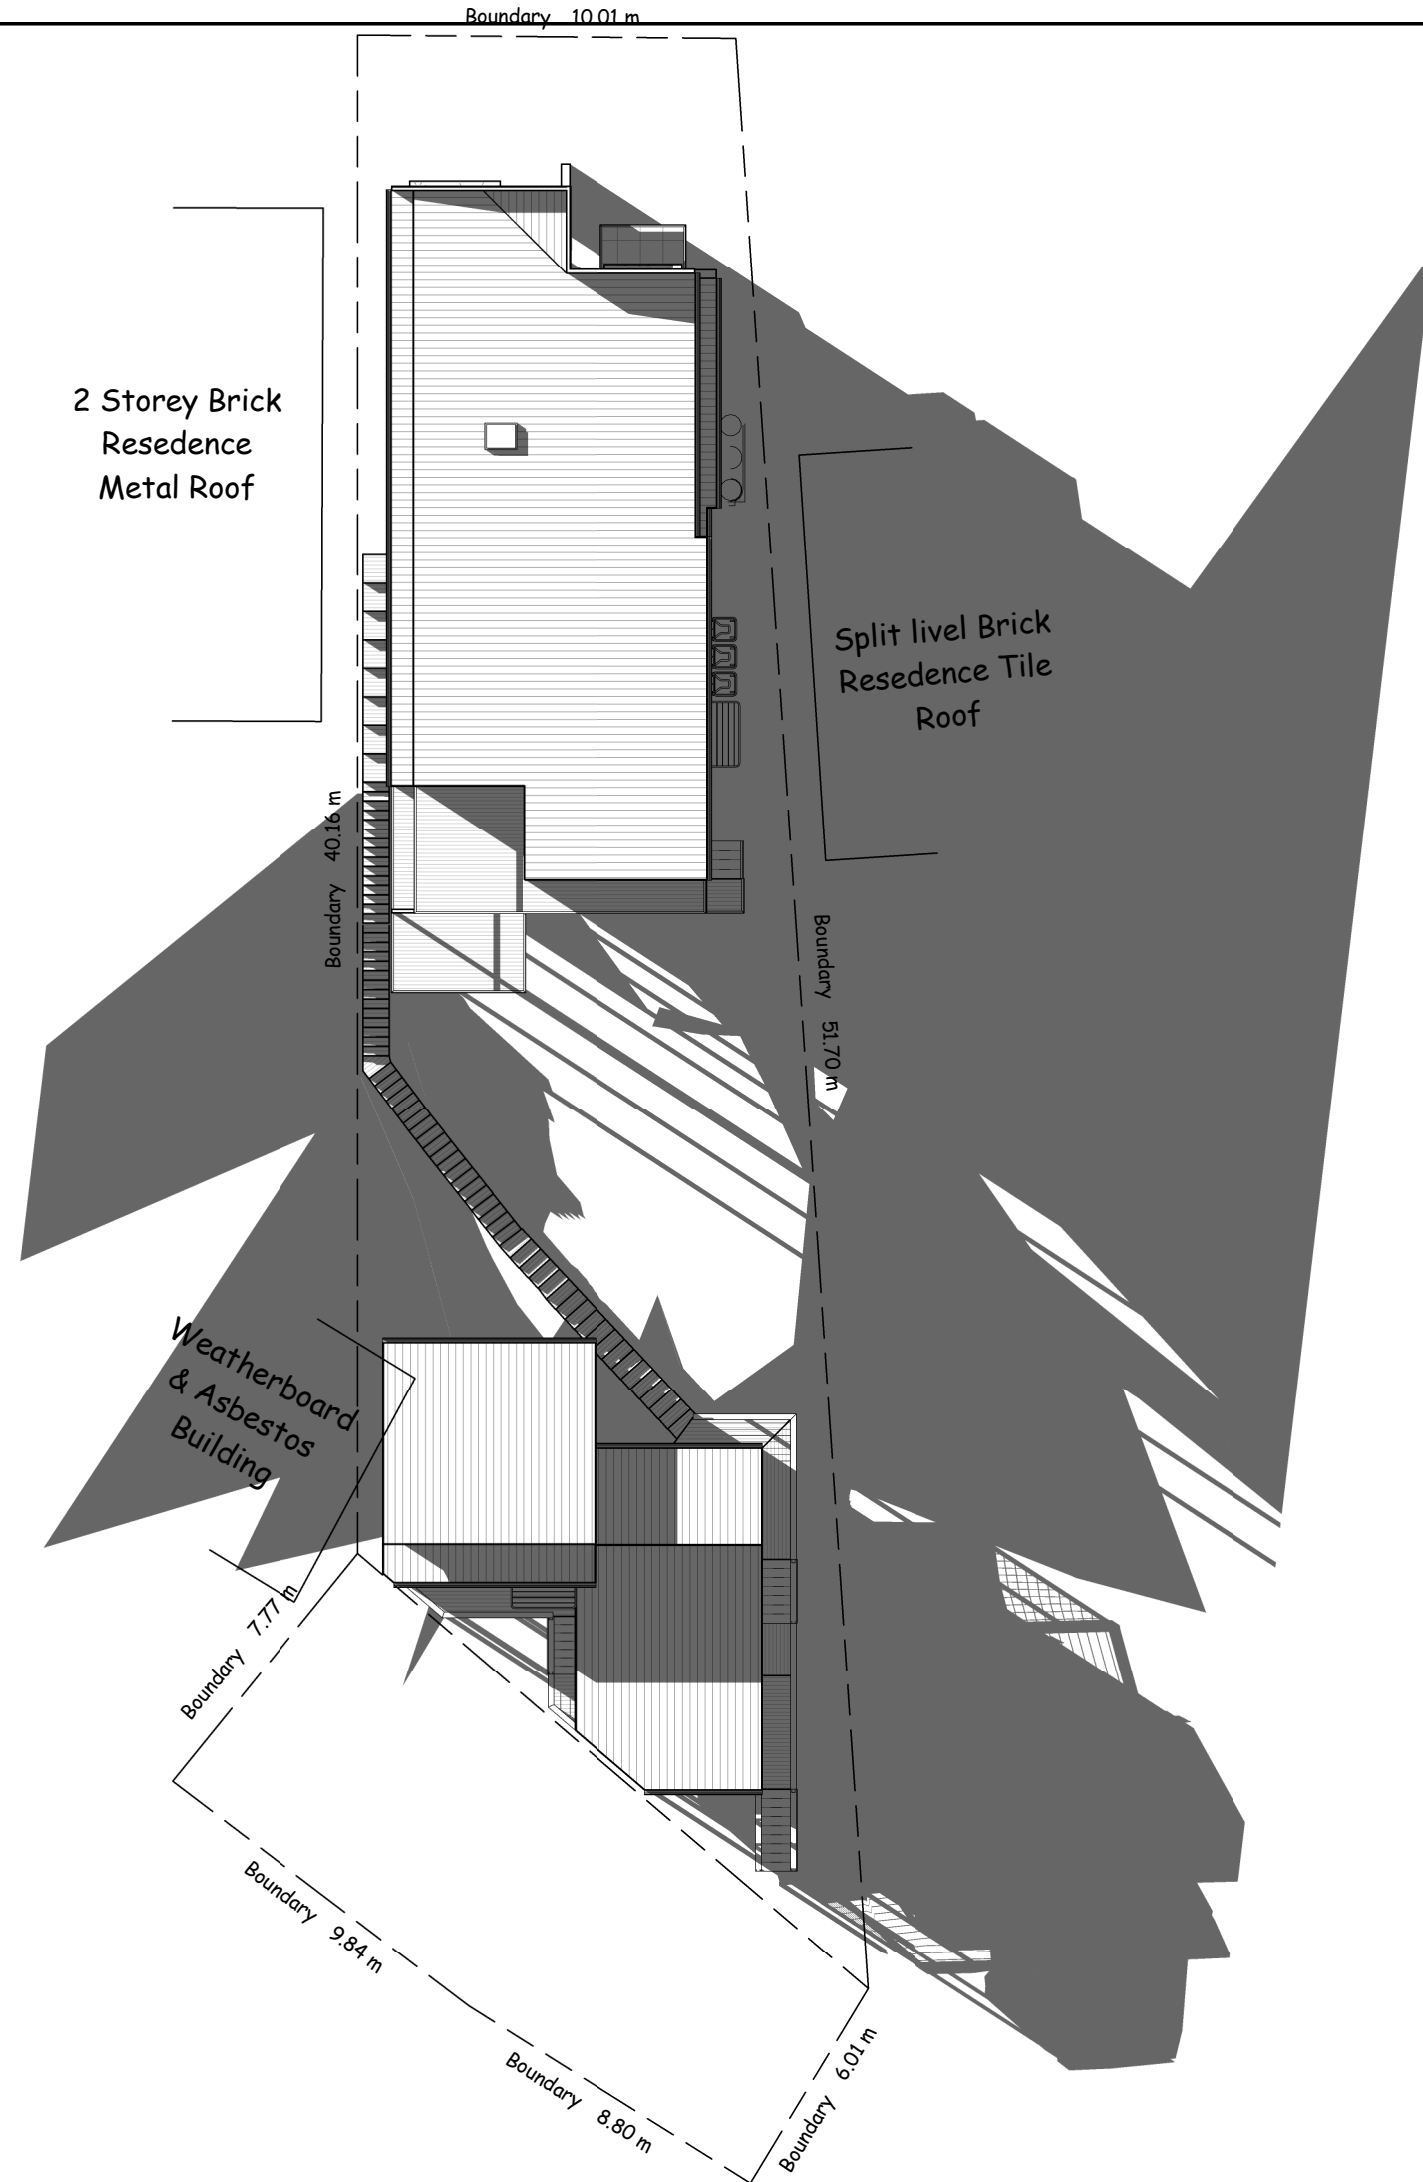 Boundary 10.01 m
2 Storey Brick
Resedence
Metal Roof
Split livel Brick
Resedence Tile
Roof
Boundary 40.16 m
Boundary 51.70 m
Weatherboard
& Asbestos
Building
Boundary 7.77 m
Boundary 9.84 m
Boundary 8.80 m
Boundary 6.01 m